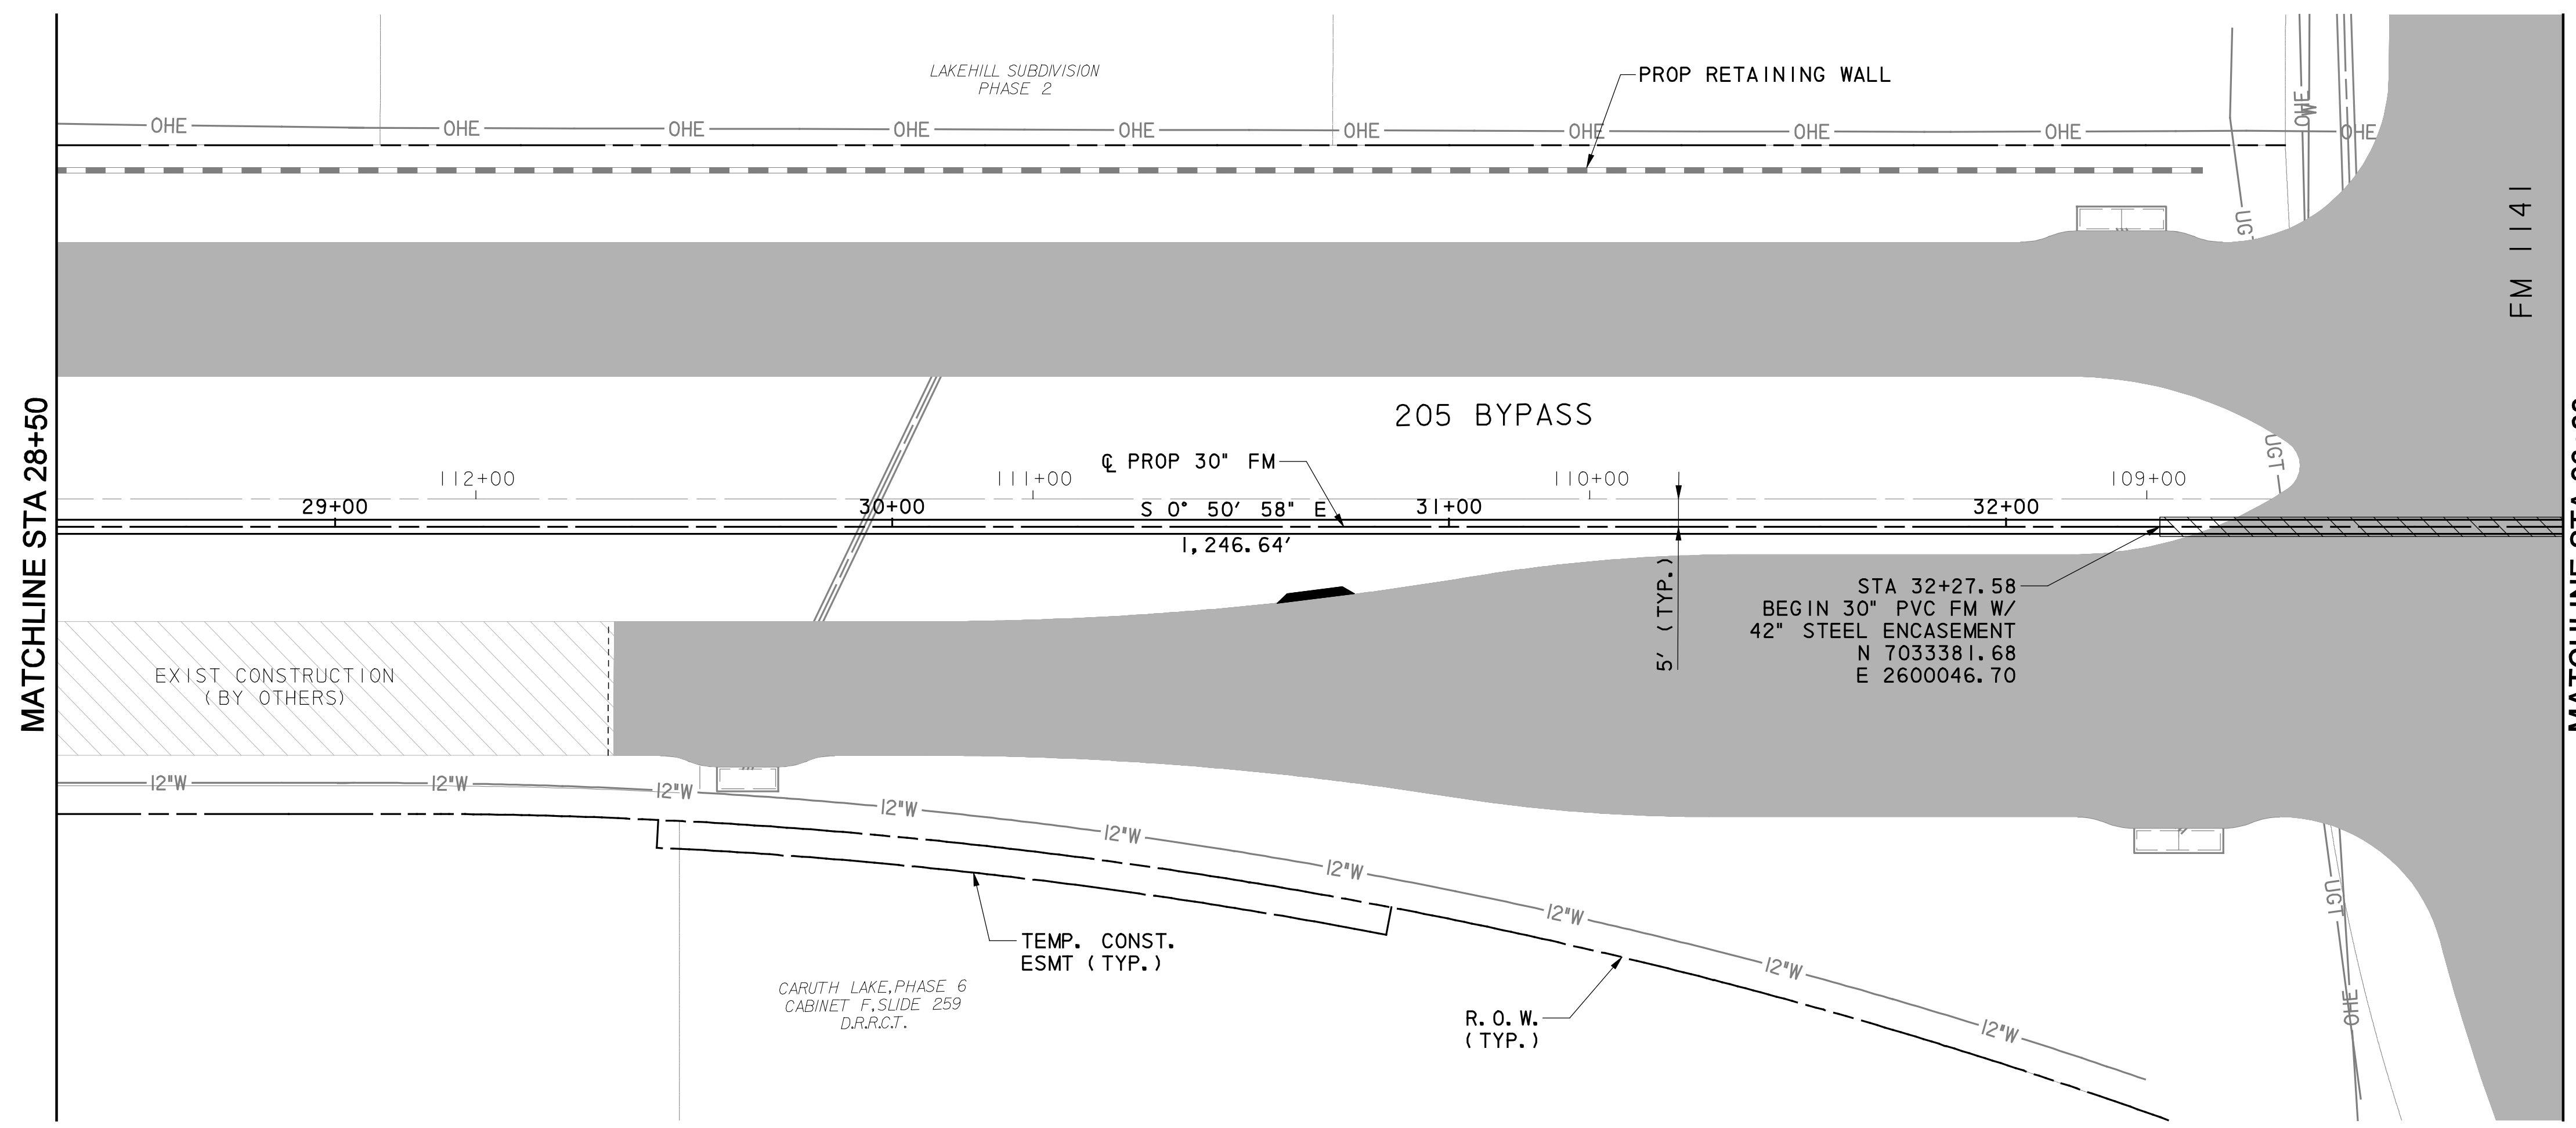 LAKEHILL SUBDIVISION
PHASE 2
PROP RETAINING WALL
OHE
OHE
OHE
OHE
OHE
OHE
OHE
OHE
OHE
OHE
OHE
W
UGT
FM 1141
MATCHLINE STA 28+50
205 BYPASS
℄ PROP 30" FM
UGT
112+00
111+00
110+00
109+00
29+00
30+00
S 0° 50' 58" E
31+00
32+00
1,246.64'
5' (TYP.)
STA 32+27.58
BEGIN 30" PVC FM W/
42" STEEL ENCASEMENT
N 7033381.68
E 2600046.70
EXIST CONSTRUCTION
(BY OTHERS)
12"W
12"W
12"W
12"W
12"W
12"W
12"W
12"W
12"W
UGT
OHE
TEMP. CONST.
ESMT (TYP.)
CARUTH LAKE,PHASE 6
CABINET F,SLIDE 259
D.R.R.C.T.
R.O.W.
(TYP.)